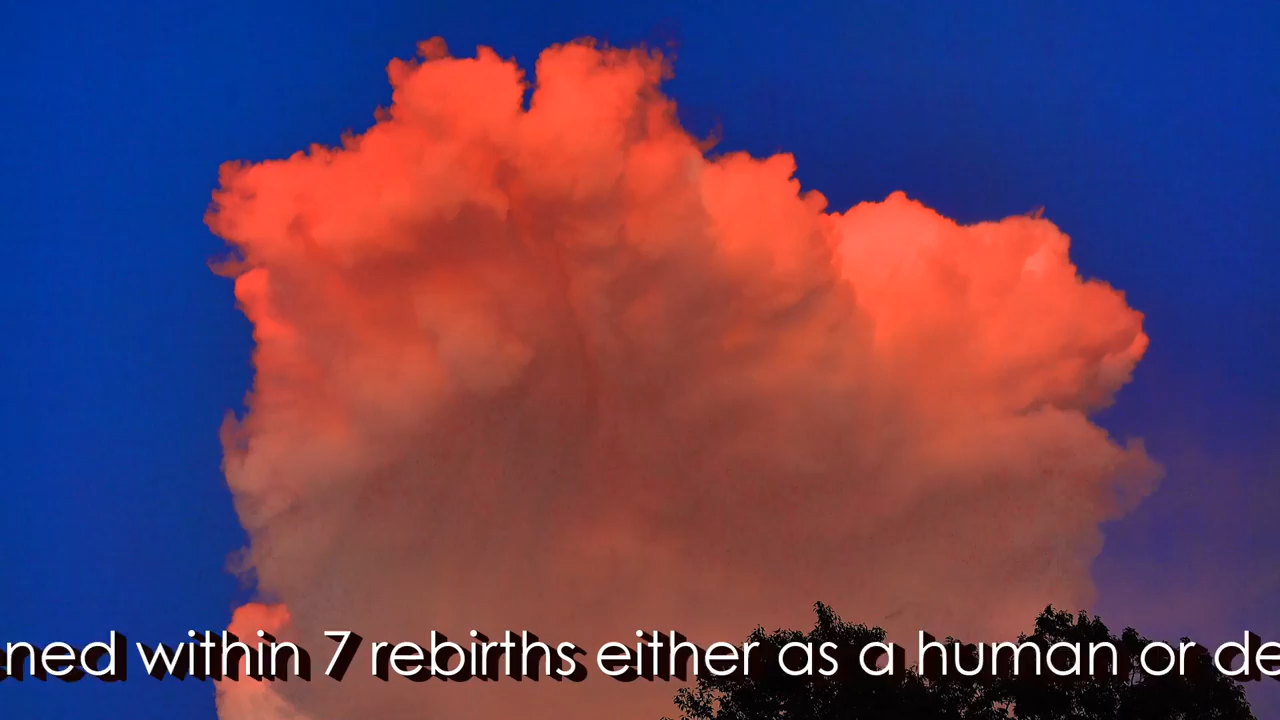 ned within 7 rebirths either as a human or de